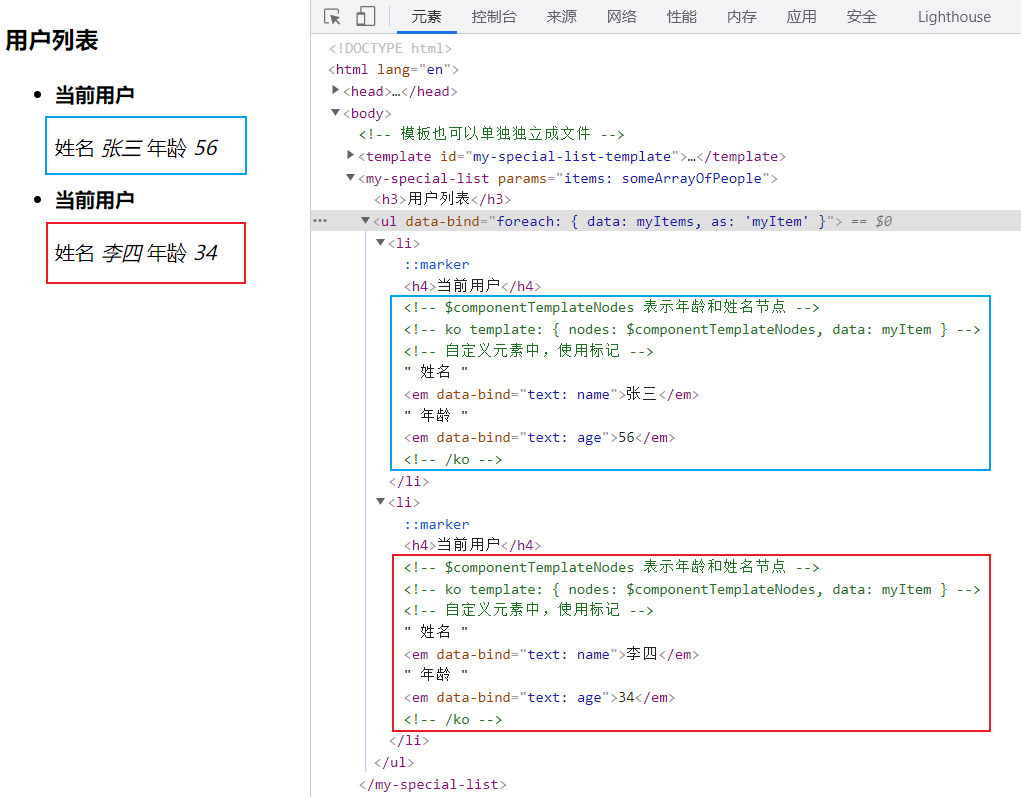 用户列表
当前用户
姓名 张三 年龄 56
当前用户
姓名 李四 年龄 34
元素 控制台 来源 网络 性能 内存 应用 安全 Lighthouse
<!DOCTYPE html>
<html lang="en">
<head>…</head>
<body>
<!-- 模板也可以单独独立成文件 -->
<template id="my-special-list-template">…</template>
<my-special-list params="items: someArrayOfPeople">
<h3>用户列表</h3>
<ul data-bind="foreach: { data: myItems, as: 'myItem' }"> == $0
<li>
::marker
<h4>当前用户</h4>
<!-- $componentTemplateNodes 表示年龄和姓名节点 -->
<!-- ko template: { nodes: $componentTemplateNodes, data: myItem } -->
<!-- 自定义元素中，使用标记 -->
" 姓名 "
<em data-bind="text: name">张三</em>
" 年龄 "
<em data-bind="text: age">56</em>
<!-- /ko -->
</li>
<li>
::marker
<h4>当前用户</h4>
<!-- $componentTemplateNodes 表示年龄和姓名节点 -->
<!-- ko template: { nodes: $componentTemplateNodes, data: myItem } -->
<!-- 自定义元素中，使用标记 -->
" 姓名 "
<em data-bind="text: name">李四</em>
" 年龄 "
<em data-bind="text: age">34</em>
<!-- /ko -->
</li>
</ul>
</my-special-list>